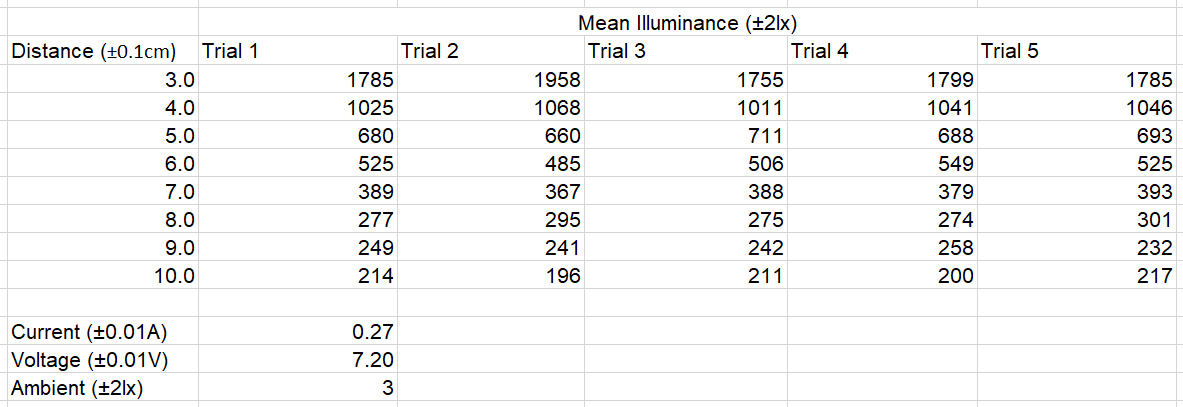 Mean Illuminance (±2lx)
Distance (±0.1cm) Trial 1 Trial 2 Trial 3 Trial 4 Trial 5
3.0 1785 1958 1755 1799 1785
4.0 1025 1068 1011 1041 1046
5.0 680 660 711 688 693
6.0 525 485 506 549 525
7.0 389 367 388 379 393
8.0 277 295 275 274 301
9.0 249 241 242 258 232
10.0 214 196 211 200 217
Current (±0.01A) 0.27
Voltage (±0.01V) 7.20
Ambient (±2lx) 3